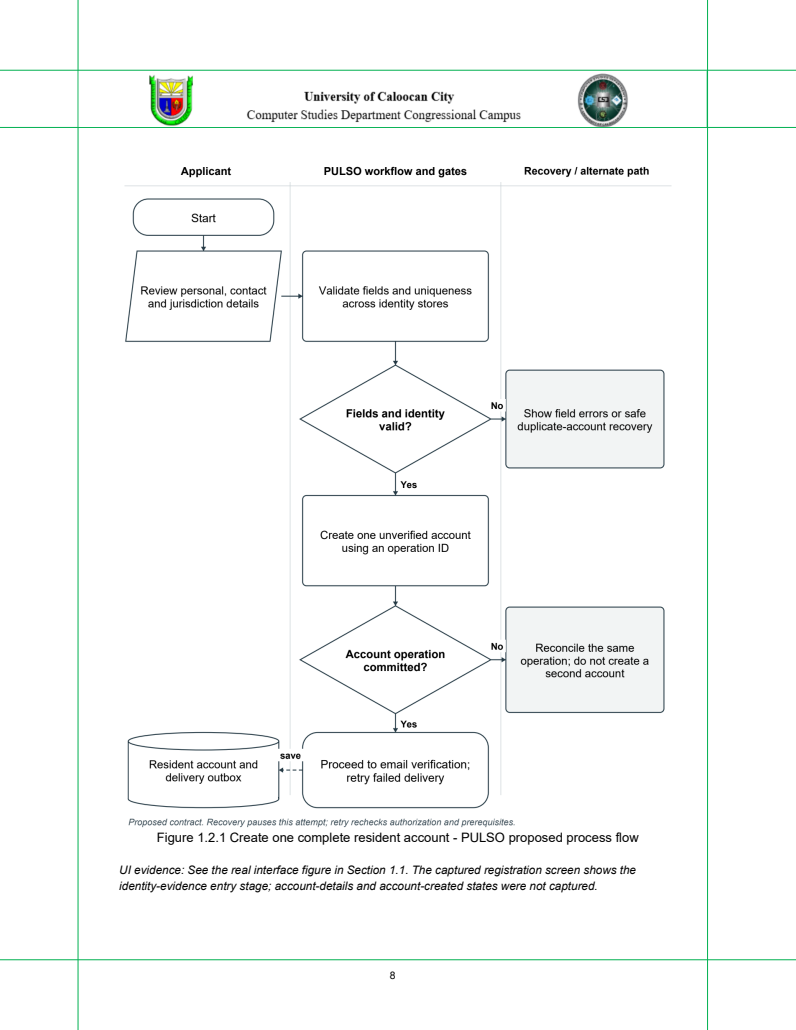 University of Caloocan City
Computer Studies Department Congressional Campus
Applicant
PULSO workflow and gates
Recovery / alternate path
Start
Review personal, contact
and jurisdiction details
Validate fields and uniqueness
across identity stores
Fields and identity
valid?
No
Show field errors or safe
duplicate-account recovery
Yes
Create one unverified account
using an operation ID
Account operation
committed?
No
Reconcile the same
operation; do not create a
second account
Yes
Resident account and
delivery outbox
save
Proceed to email verification;
retry failed delivery
Proposed contract. Recovery pauses this attempt; retry rechecks authorization and prerequisites.
Figure 1.2.1 Create one complete resident account - PULSO proposed process flow
UI evidence: See the real interface figure in Section 1.1. The captured registration screen shows the
identity-evidence entry stage; account-details and account-created states were not captured.
8